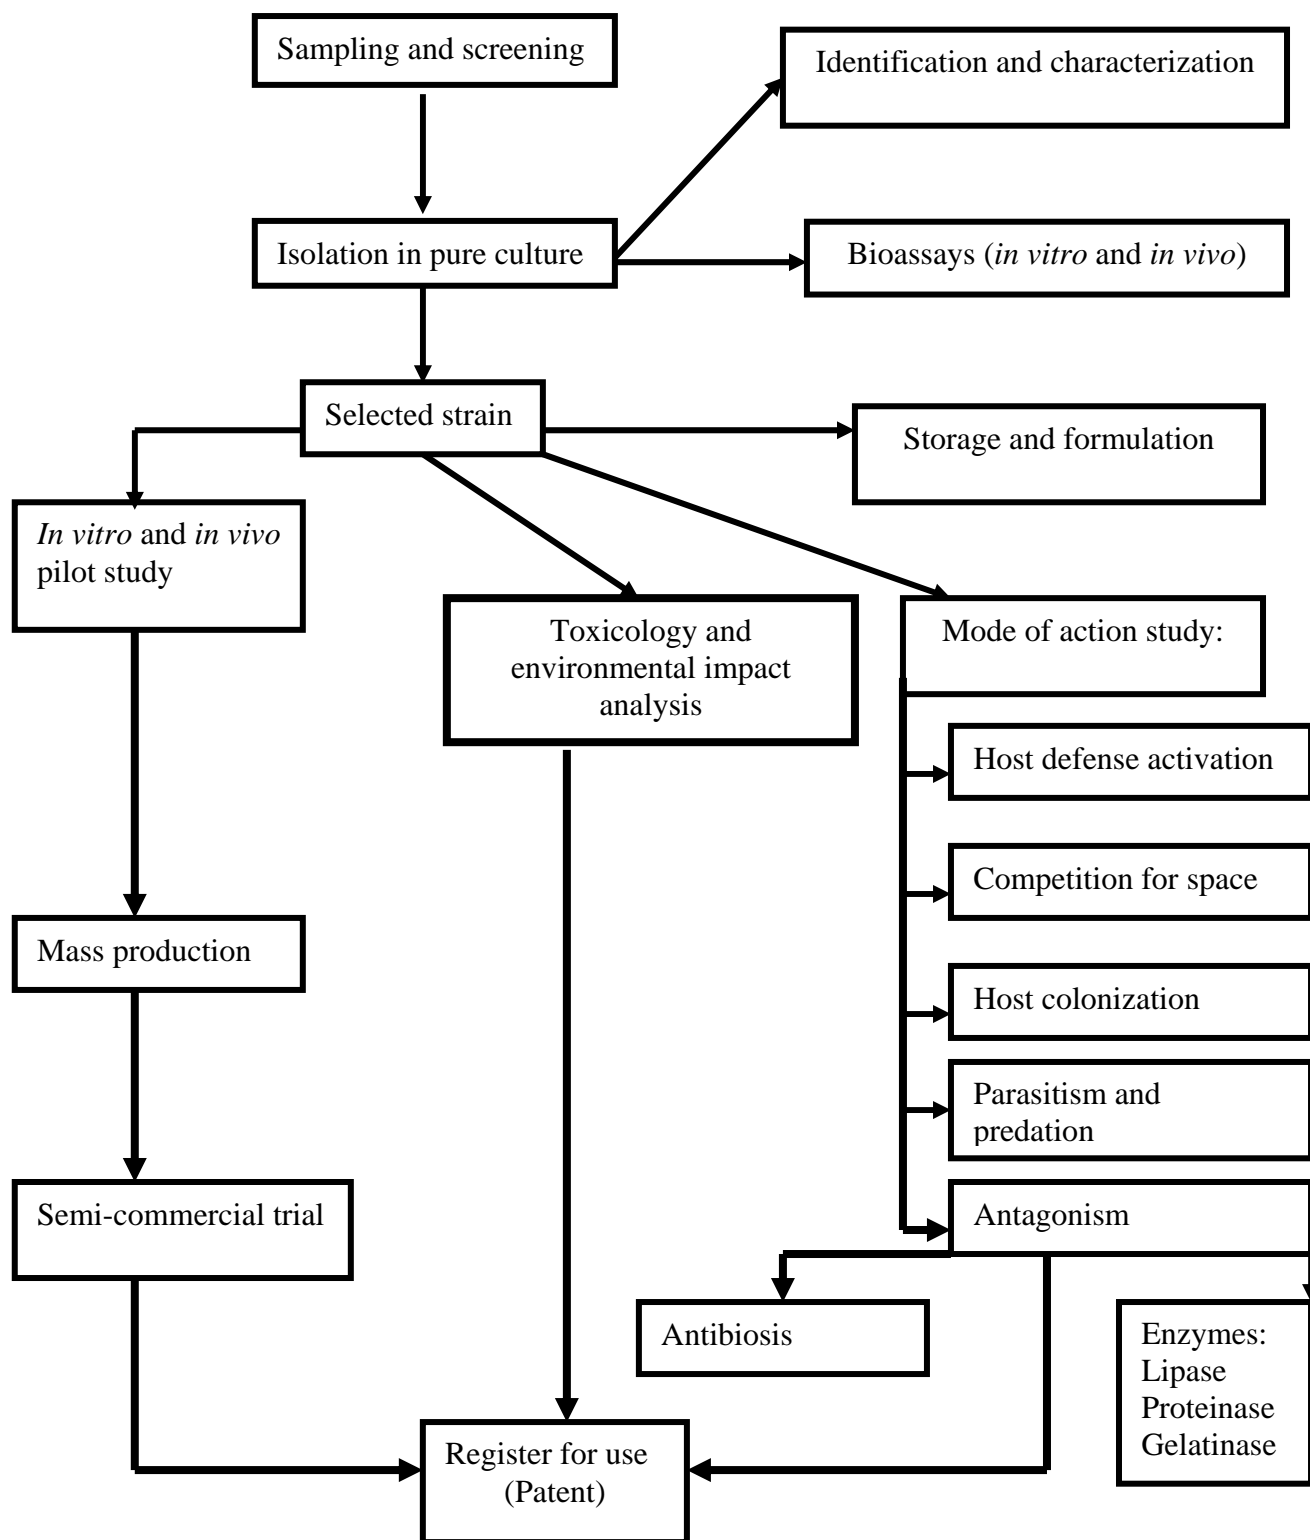 Sampling and screening
Identification and characterization
Isolation in pure culture
Bioassays (in vitro and in vivo)
Selected strain
Storage and formulation
In vitro and in vivo
pilot study
Toxicology and
environmental impact
analysis
Mode of action study:
Host defense activation
Competition for space
Mass production
Host colonization
Parasitism and
predation
Semi-commercial trial
Antagonism
Antibiosis
Enzymes:
Lipase
Proteinase
Gelatinase
Register for use
(Patent)